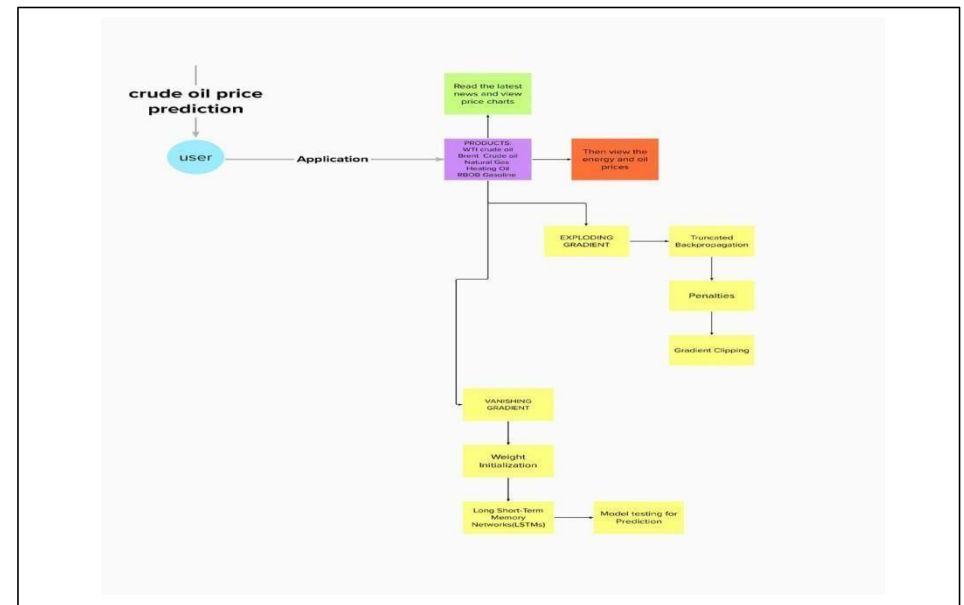 crude oil price
prediction
user
Application
Read the latest
news and view
price charts
PRODUCTS:
WTI crude oil
Brent Crude oil
Natural Gas
Heating Oil
RBOB Gasoline
Then view the
energy and oil
prices
EXPLODING
GRADIENT
Truncated
Backpropagation
Penalties
Gradient Clipping
VANISHING
GRADIENT
Weight
Initialization
Long Short-Term
Memory
Networks(LSTMs)
Model testing for
Prediction